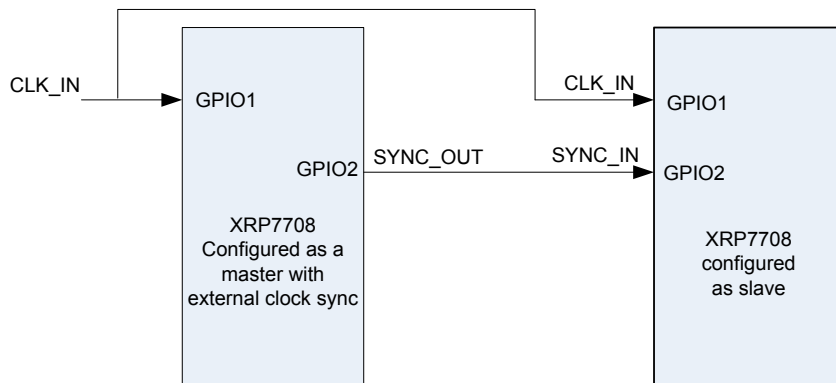 CLK_IN
GPIO1
GPIO2
SYNC_OUT
XRP7708
Configured as a
master with
external clock sync
CLK_IN
SYNC_IN
GPIO1
GPIO2
XRP7708
configured
as slave